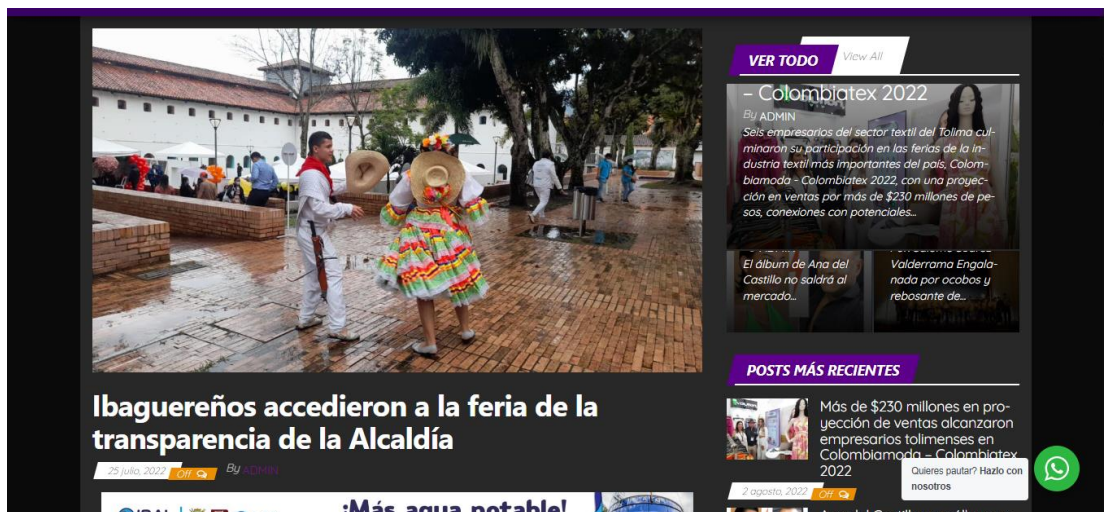 Ibaguereños accedieron a la feria de la
transparencia de la Alcaldía
25 julio, 2022
Off
By ADMIN
¡Más agua potable!
VER TODO
View All
– Colombiatex 2022
By ADMIN
Seis empresarios del sector textil del Tolima cul-
minaron su participación en las ferias de la in-
dustria textil más importantes del país, Colom-
biamoda - Colombiatex 2022, con una proyec-
ción en ventas por más de $230 millones de pe-
sos, conexiones con potenciales...
El álbum de Ana del
Castillo no saldrá al
mercado...
Valderrama Engala-
nada por ocobos y
rebosante de...
POSTS MÁS RECIENTES
Más de $230 millones en pro-
yección de ventas alcanzaron
empresarios tolimenses en
Colombiamoda – Colombiatex
2022
2 agosto, 2022
Off
Quieres pautar? Hazlo con
nosotros